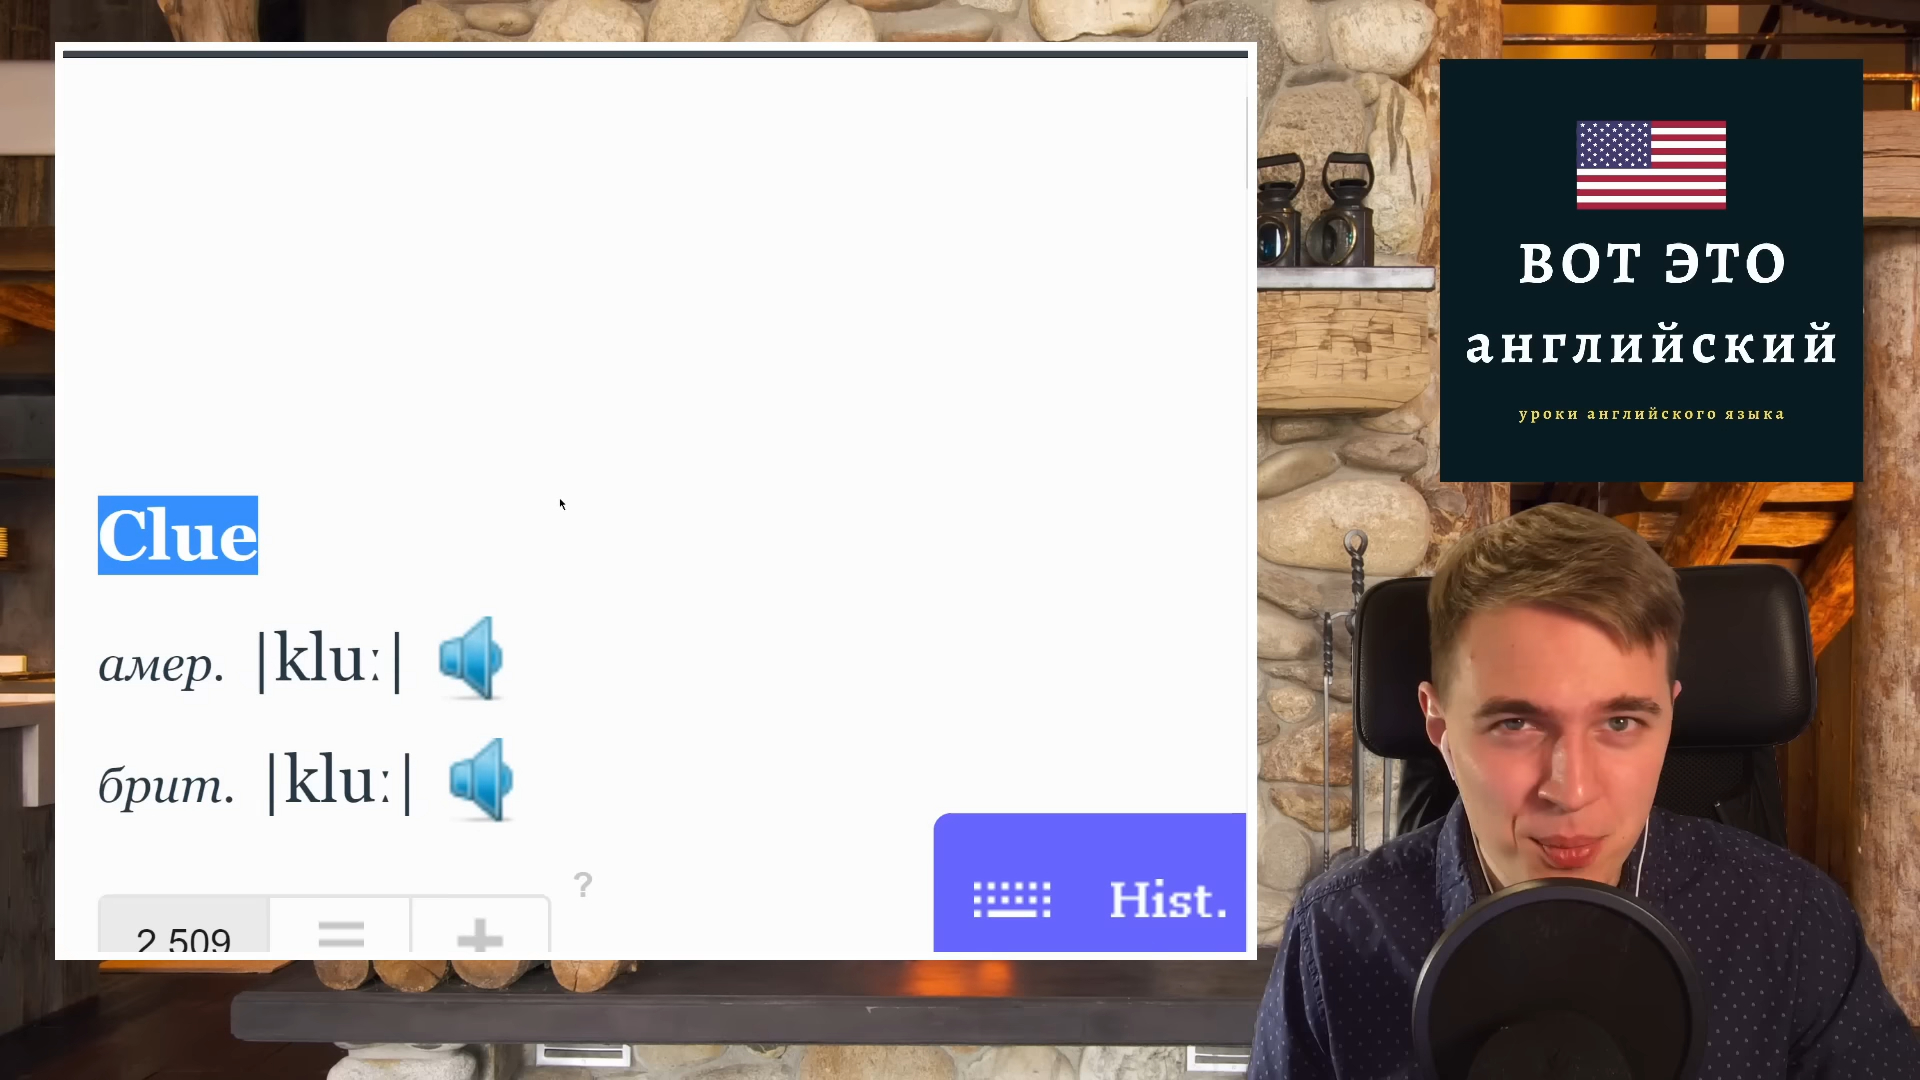 Clue
амер. |kluː|
брит. |kluː|
2 509
=
+
?
Hist.
ВОТ ЭТО
английский
уроки английского языка